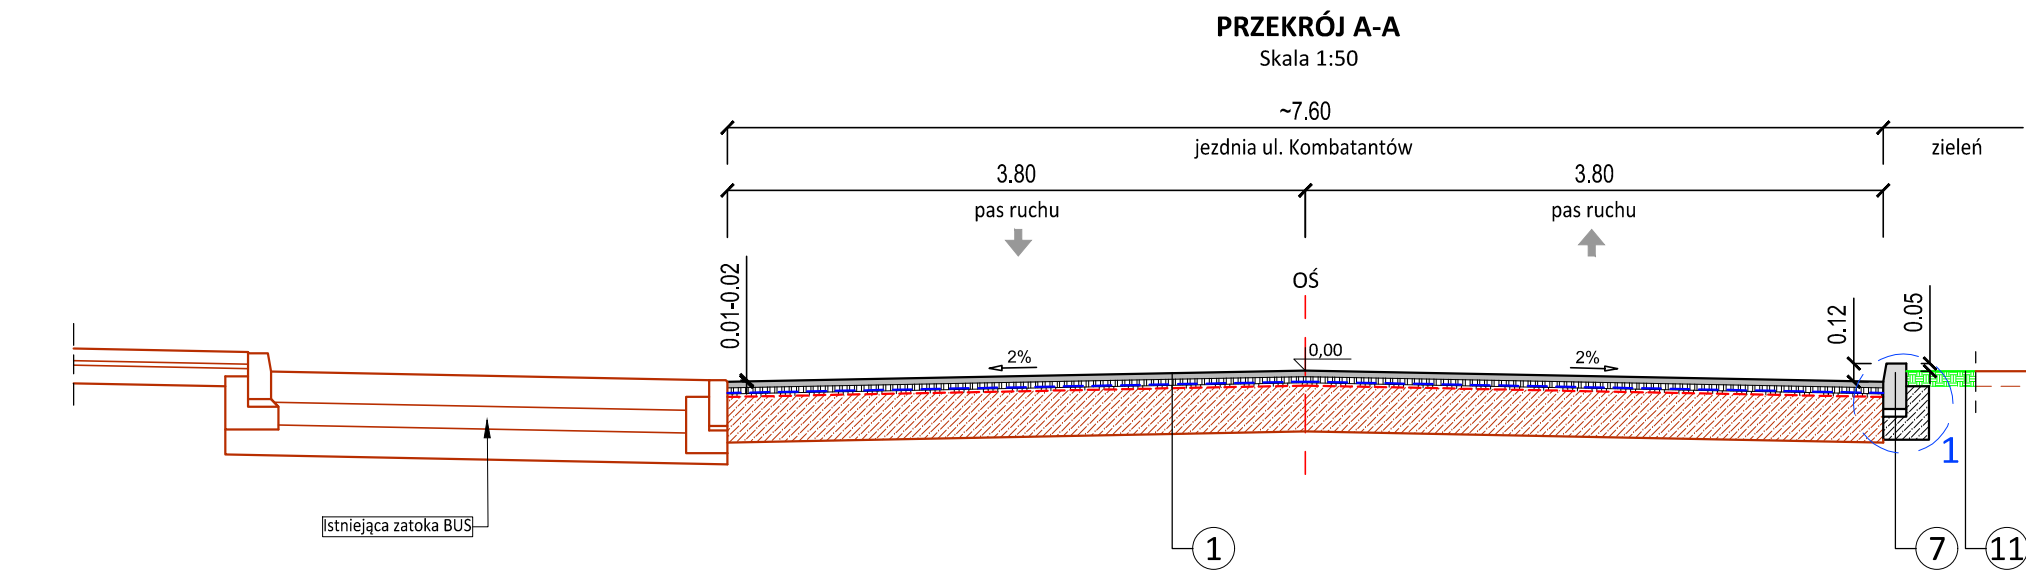 PRZEKRÓJ A-A
Skala 1:50
~7.60
jezdnia ul. Kombatantów
zieleń
3.80
3.80
pas ruchu
pas ruchu
OŚ
0.01-0.02
0.12
0.05
2%
0,00
2%
1
Istniejąca zatoka BUS
1
7
11